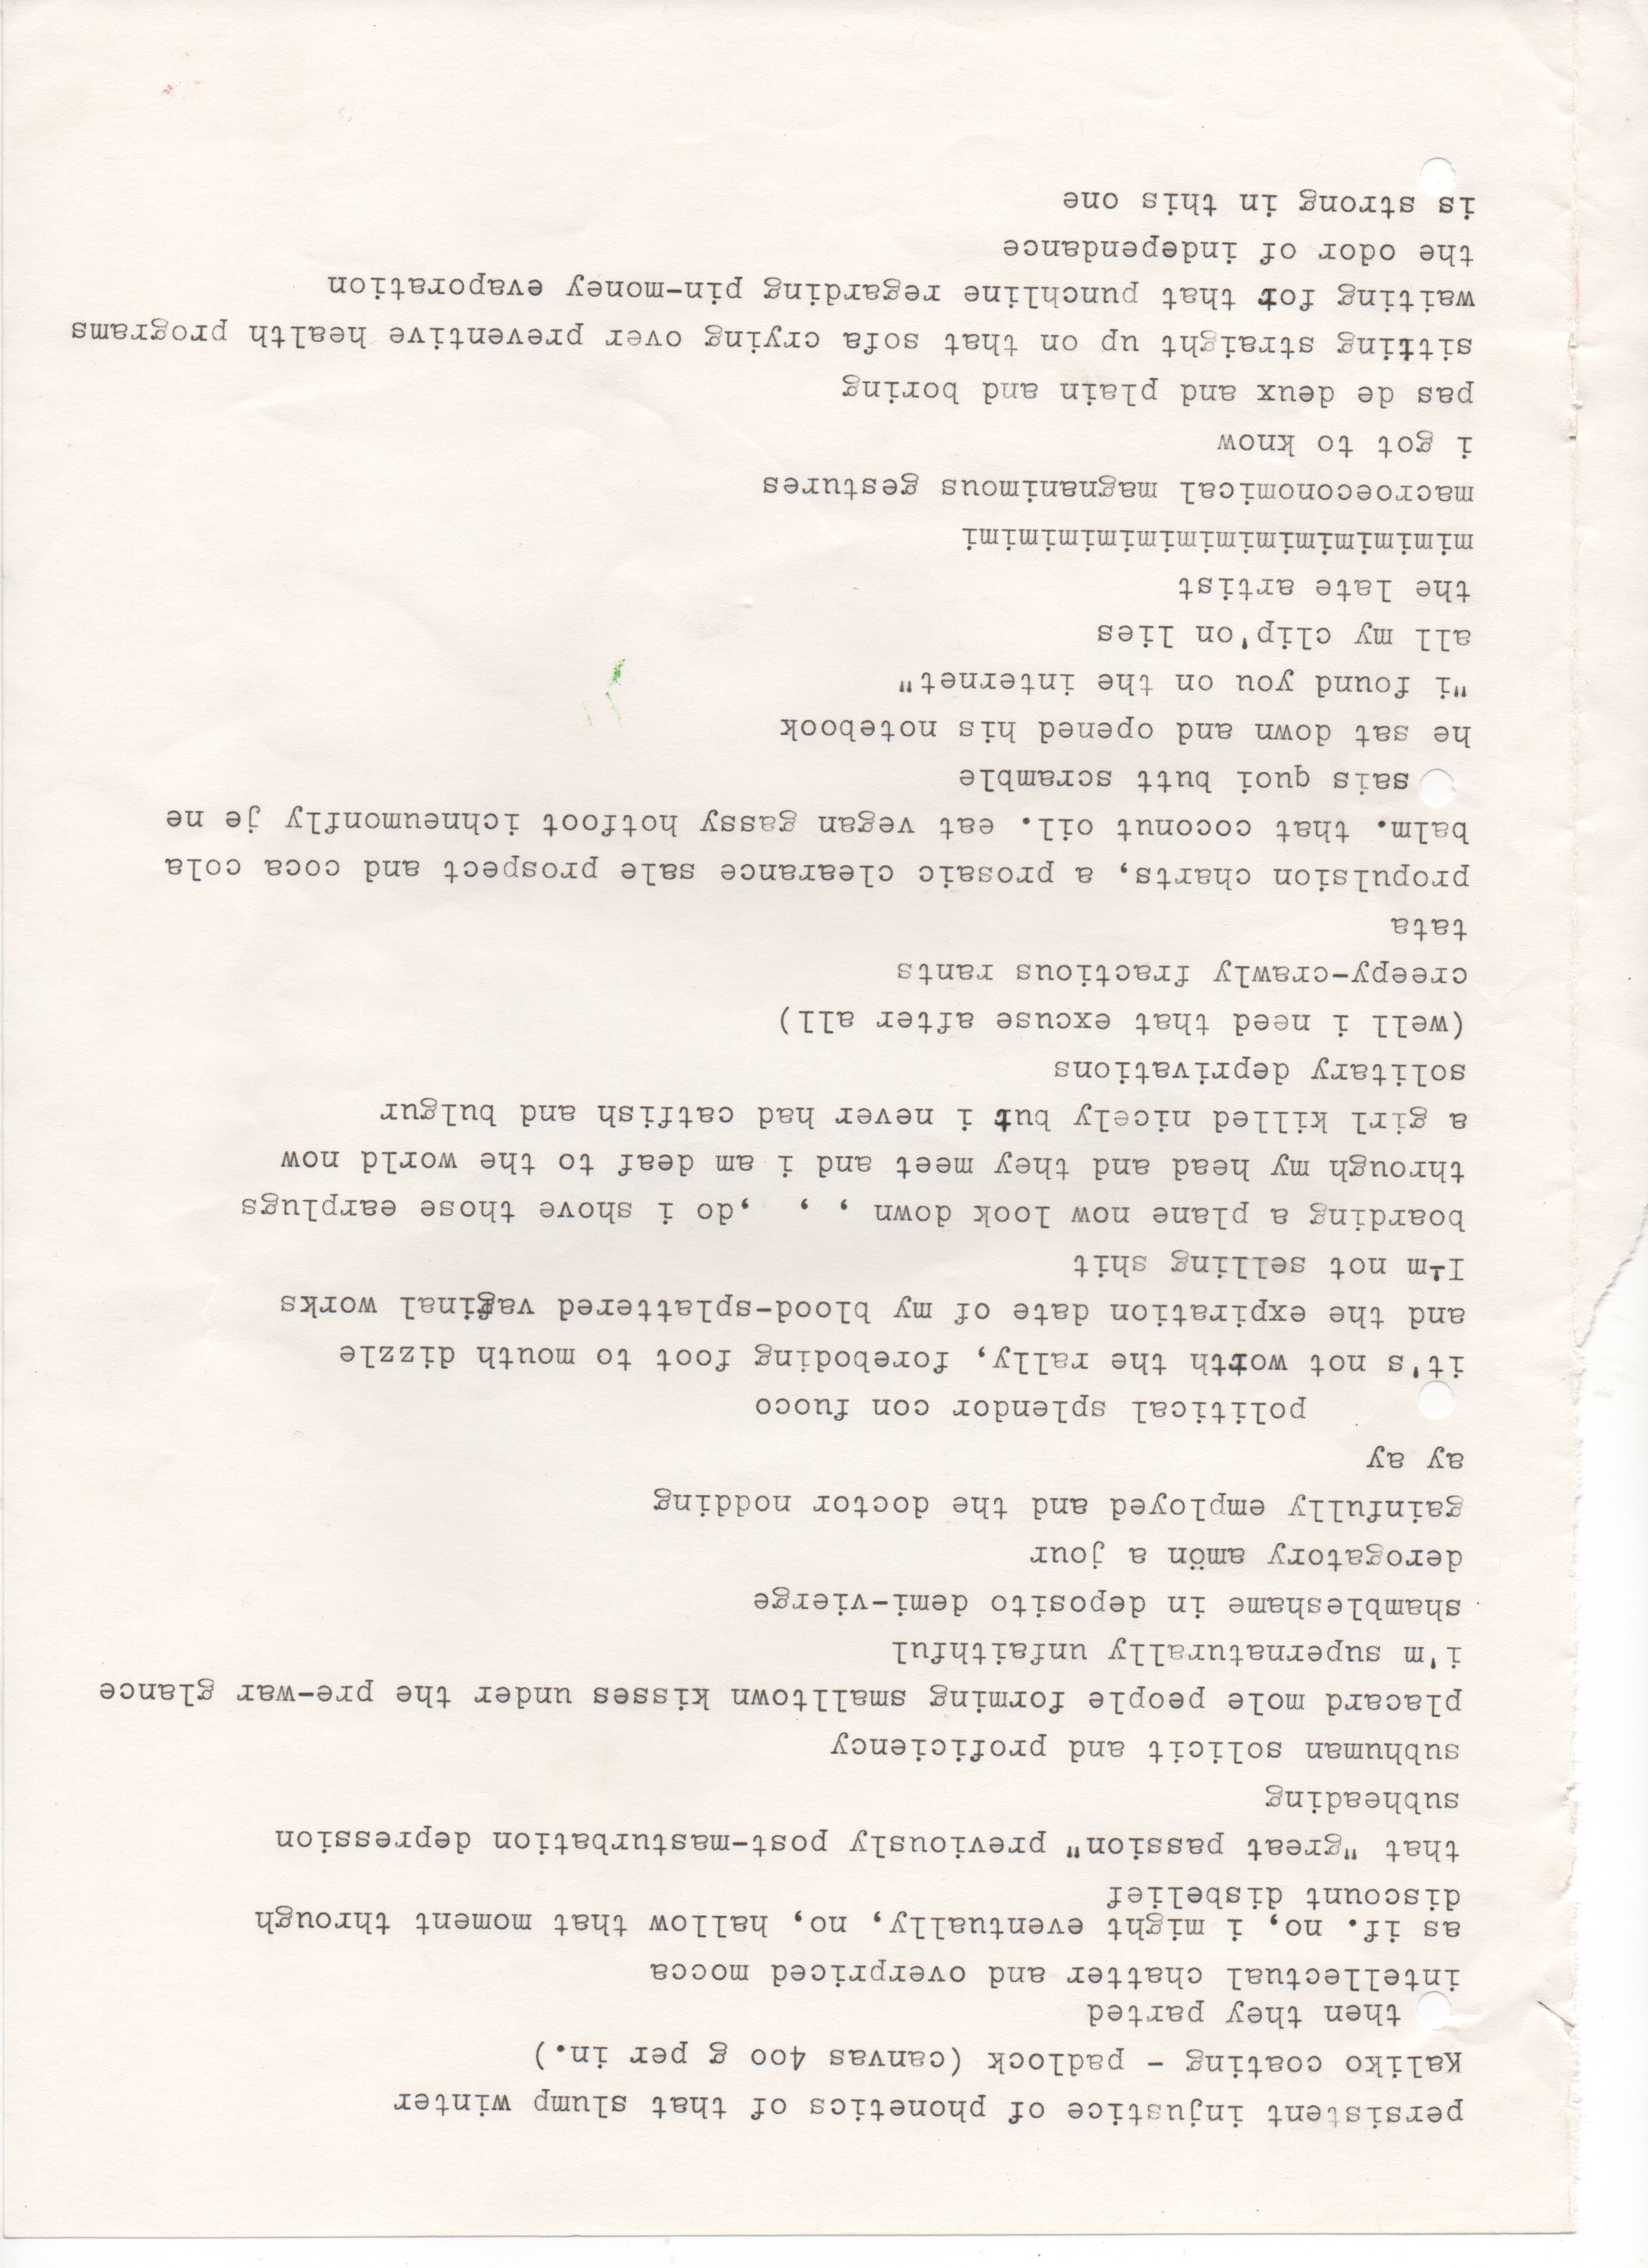 persistent injustice of phonetics of that slump winter
Kaliko coating - padlock (canvas 4oo g per in.)
then they parted
intellectual chatter and overpriced mocca
as if. no, i might eventually, no, hallow that moment through
discount disbelief
that "great passion" previously post-masturbation depression
subheading
subhuman solicit and proficiency
placard mole people forming smalltown kisses under the pre-war glance
i'm supernaturally unfaithful
shambleshame in deposito demi-vierge
derogatory amön a jour
gainfully employed and the doctor nodding
ay ay
political splendor con fuoco
it's not worth the rally, foreboding foot to mouth dizzle
and the expiration date of my blood-splattered vaginal works
I'm not selling shit
boarding a plane now look down , , ,do i shove those earplugs
through my head and they meet and i am deaf to the world now
a girl killed nicely but i never had catfish and bulgur
solitary deprivations
(well i need that excuse after all)
creepy-crawly fractious rants
tata
propulsion charts, a prosaic clearance sale prospect and coca cola
balm. that coconut oil. eat vegan gassy hotfoot ichneumonfly je ne
sais quoi butt scramble
he sat down and opened his notebook
"i found you on the internet"
all my clip'on lies
the late artist
mimimimimimimimimimimimimi
macroeconomical magnanimous gestures
i got to know
pas de deux and plain and boring
sitting straight up on that sofa crying over preventive health programs
waiting for that punchline regarding pin-money evaporation
the odor of independance
is strong in this one